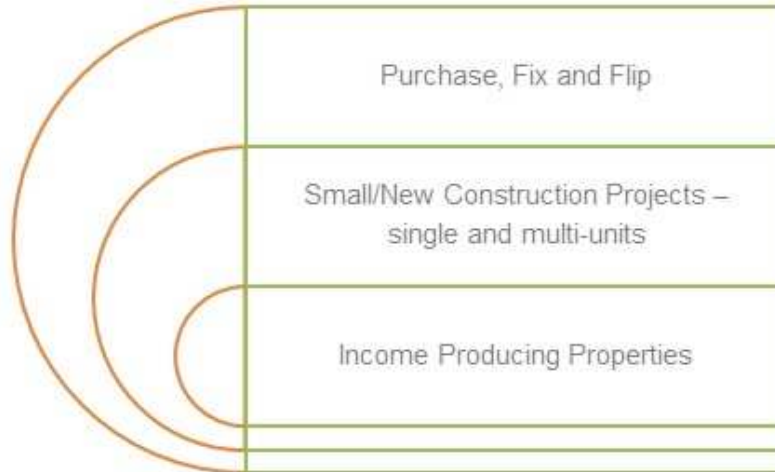 Purchase, Fix and Flip
Small/New Construction Projects –
single and multi-units
Income Producing Properties